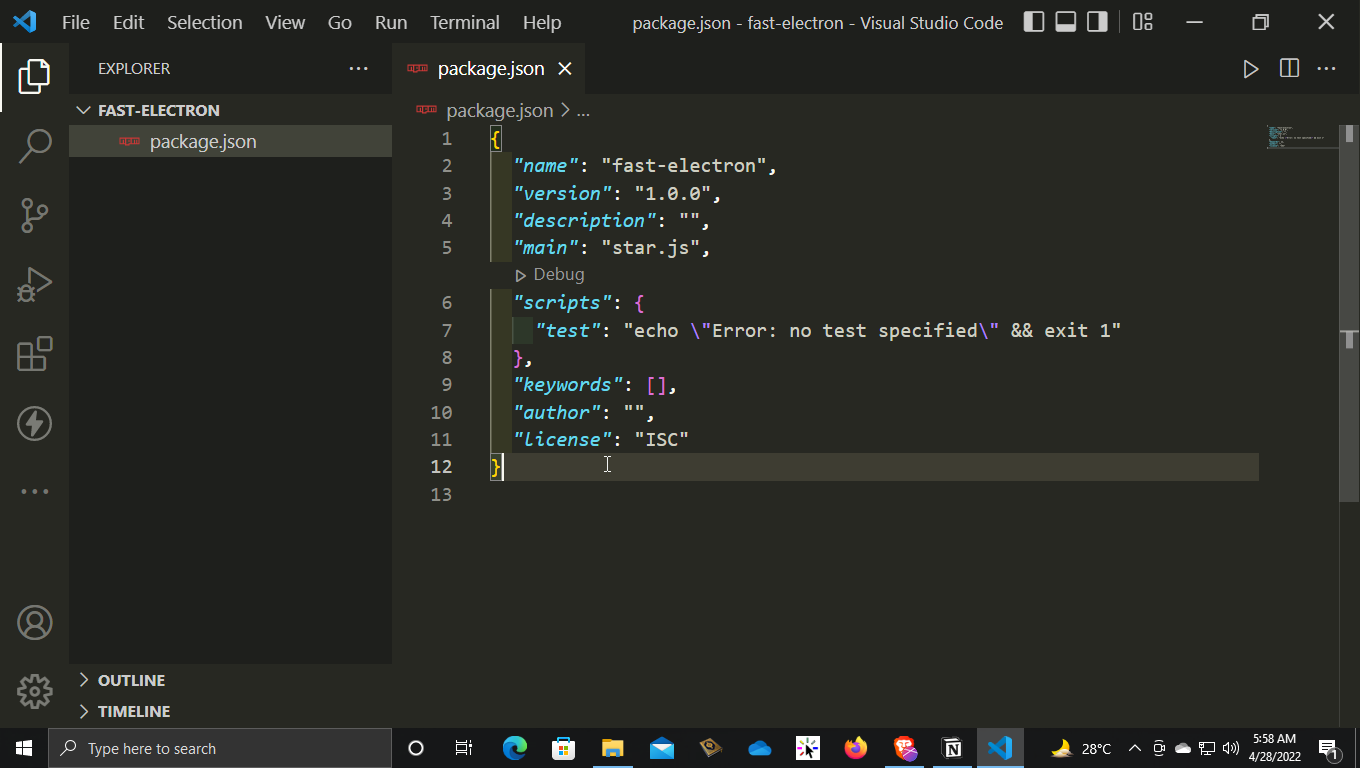 File Edit Selection View Go Run Terminal Help package.json - fast-electron - Visual Studio Code
EXPLORER
package.json
FAST-ELECTRON
package.json
package.json > ...
1 {
2 "name": "fast-electron",
3 "version": "1.0.0",
4 "description": "",
5 "main": "star.js",
Debug
6 "scripts": {
7 "test": "echo \"Error: no test specified\" && exit 1"
8 },
9 "keywords": [],
10 "author": "",
11 "license": "ISC"
12 }
13
OUTLINE
TIMELINE
Type here to search
28°C
5:58 AM
4/28/2022
1